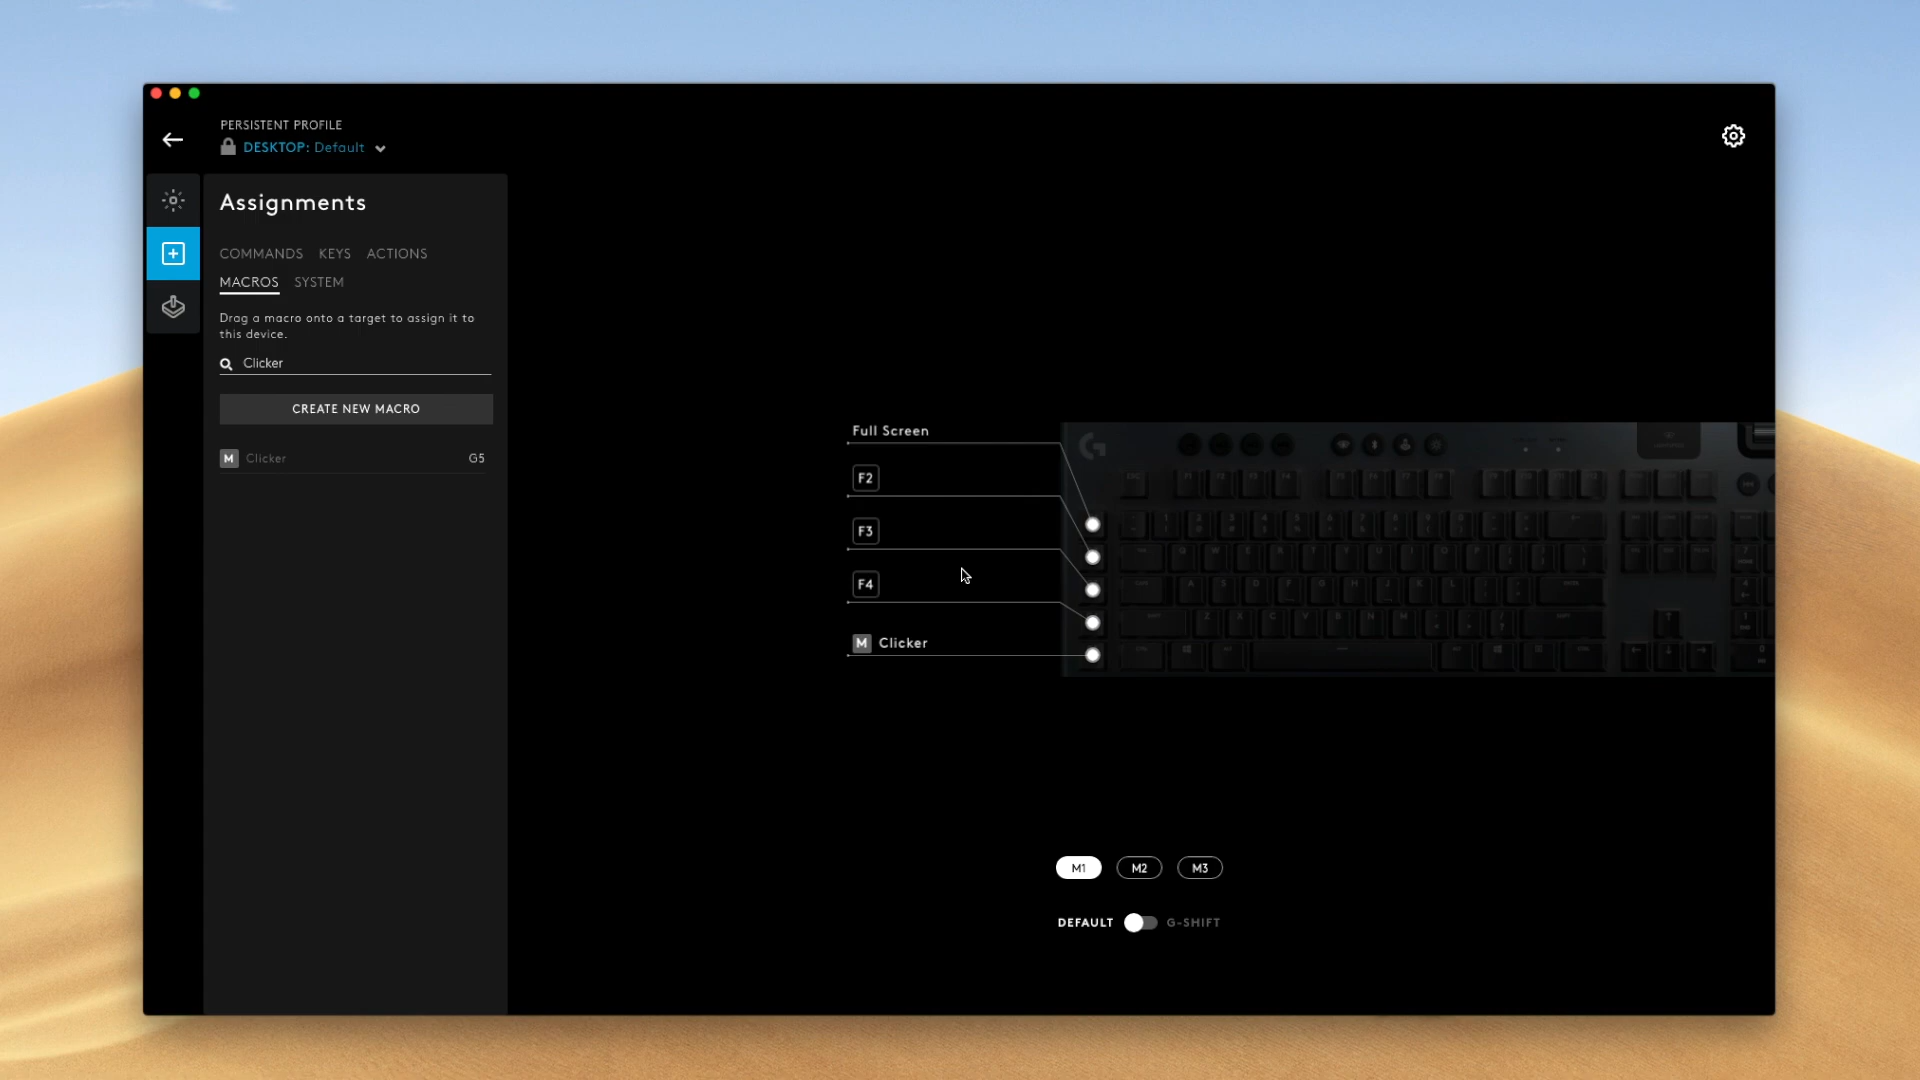 PERSISTENT PROFILE
DESKTOP: Default
Assignments
COMMANDS KEYS ACTIONS
MACROS SYSTEM
Drag a macro onto a target to assign it to
this device.
Clicker
CREATE NEW MACRO
M Clicker G5
Full Screen
F2
F3
F4
M Clicker
M1 M2 M3
DEFAULT G-SHIFT